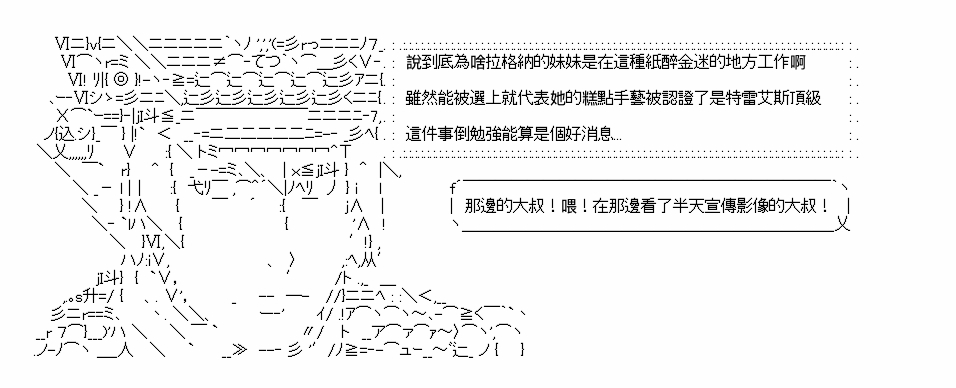 說到底為啥拉格納的妹妹是在這種紙醉金迷的地方工作啊
雖然能被選上就代表她的糕點手藝被認證了是特雷艾斯頂級
這件事倒勉強能算是個好消息...
那邊的大叔！喂！在那邊看了半天宣傳影像的大叔！